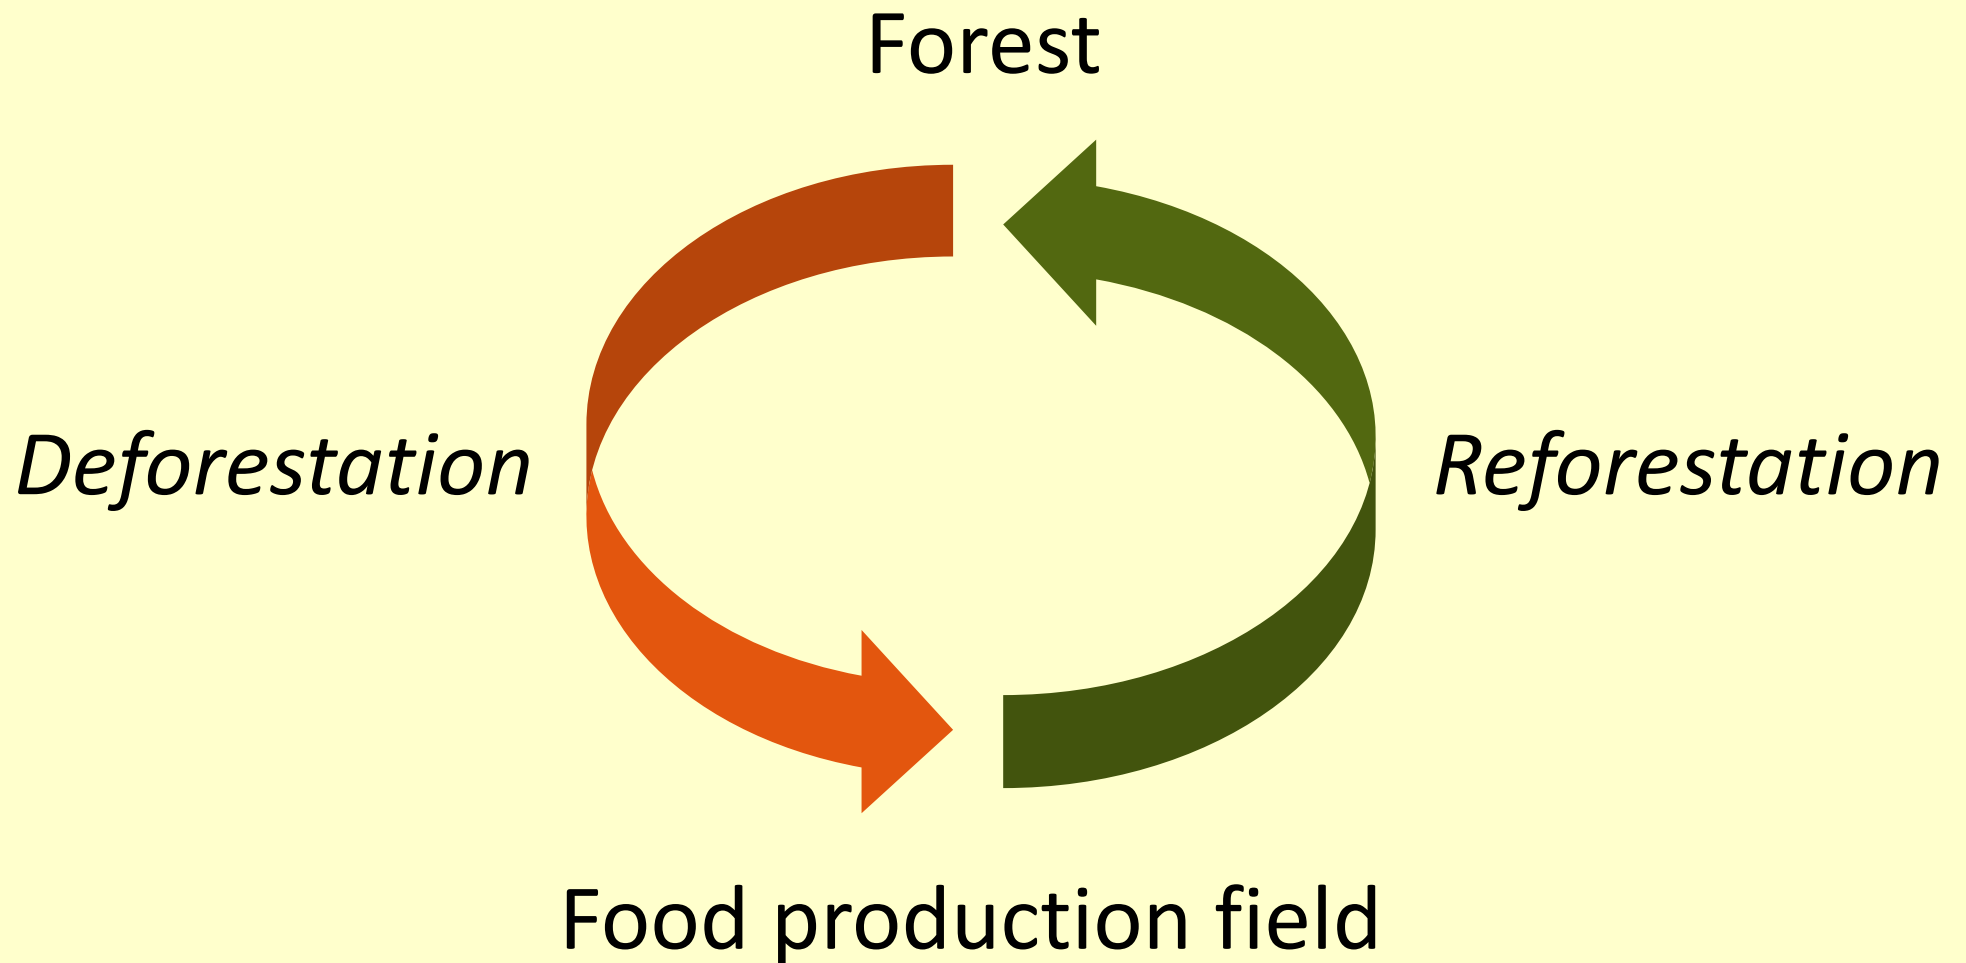 Forest
Deforestation
Reforestation
Food production field